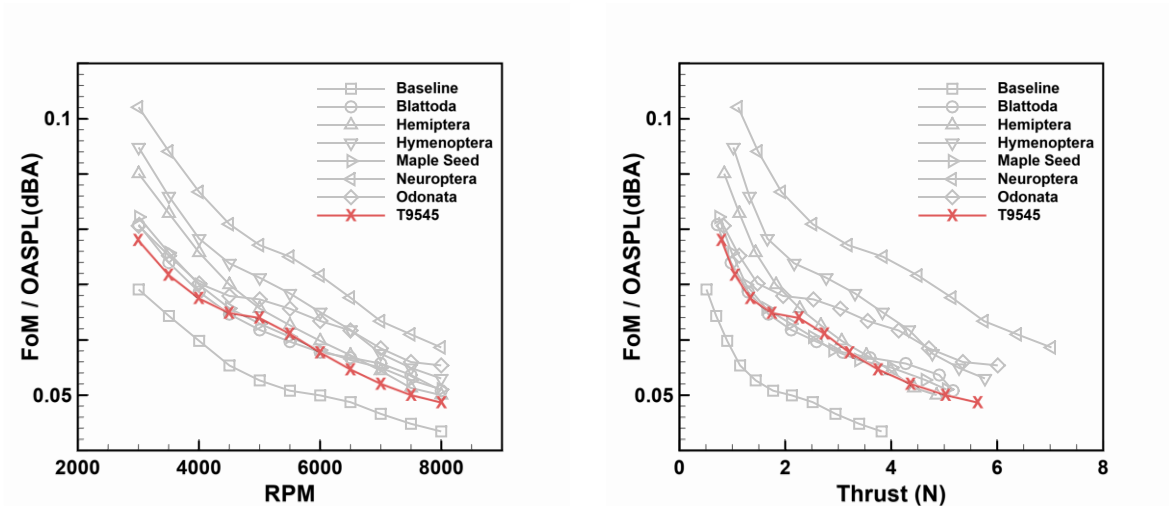 FoM / OASPL(dBA)
0.1
0.05
Baseline
Blattoda
Hemiptera
Hymenoptera
Maple Seed
Neuroptera
Odonata
T9545
2000 4000 6000 8000
RPM
FoM / OASPL(dBA)
0.1
0.05
Baseline
Blattoda
Hemiptera
Hymenoptera
Maple Seed
Neuroptera
Odonata
T9545
0 2 4 6 8
Thrust (N)